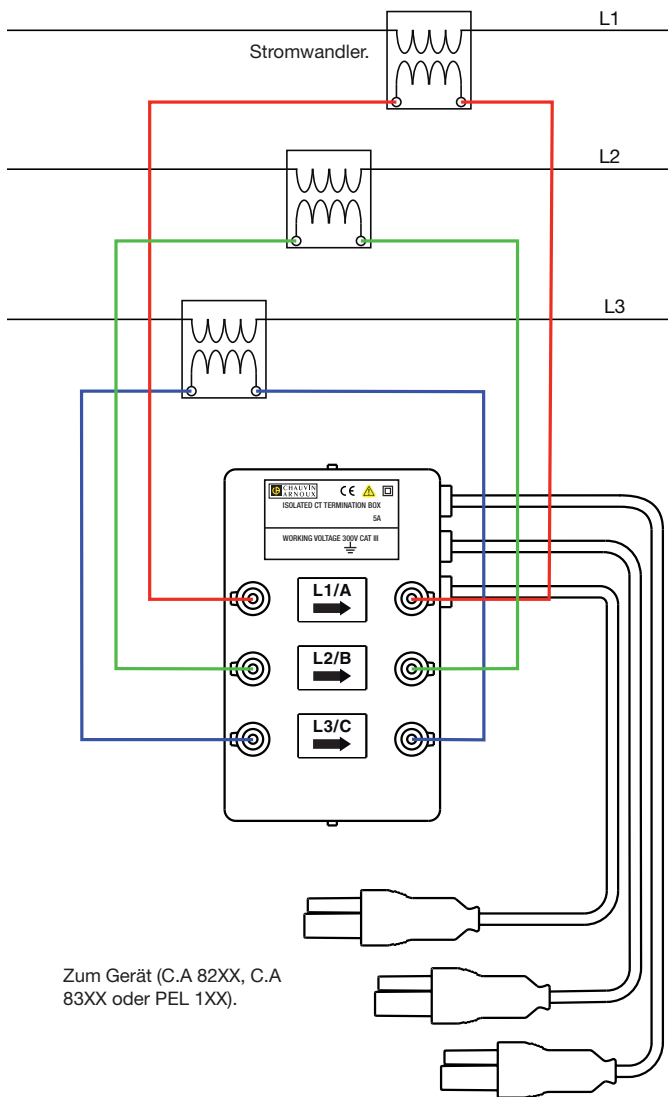 L1
Stromwandler.
L2
L3
CHAUVIN
ARNOUX
CE
ISOLATED CT TERMINATION BOX
5A
WORKING VOLTAGE 300V CAT III
L1/A
L2/B
L3/C
Zum Gerät (C.A 82XX, C.A
83XX oder PEL 1XX).